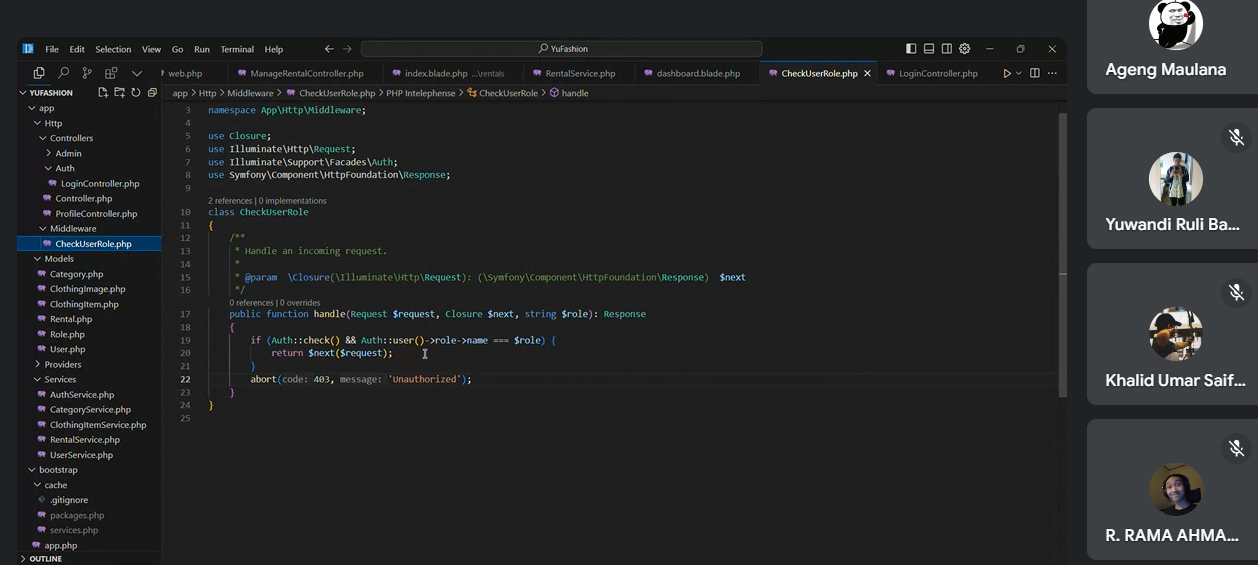 File Edit Selection View Go Run Terminal Help
YuFashion
web.php ManageRentalController.php index.blade.php ...\rentals RentalService.php dashboard.blade.php CheckUserRole.php LoginController.php
YUFASHION
app > Http > Middleware > CheckUserRole.php > PHP Intelephense > CheckUserRole > handle
app
Http
Controllers
Admin
Auth
LoginController.php
Controller.php
ProfileController.php
Middleware
CheckUserRole.php
Models
Category.php
ClothingImage.php
ClothingItem.php
Rental.php
Role.php
User.php
Providers
Services
AuthService.php
CategoryService.php
ClothingItemService.php
RentalService.php
UserService.php
bootstrap
cache
.gitignore
packages.php
services.php
app.php
OUTLINE
3 namespace App\Http\Middleware;
4
5 use Closure;
6 use Illuminate\Http\Request;
7 use Illuminate\Support\Facades\Auth;
8 use Symfony\Component\HttpFoundation\Response;
9
2 references | 0 implementations
10 class CheckUserRole
11 {
12 /**
13 * Handle an incoming request.
14 *
15 * @param \Closure(\Illuminate\Http\Request): (\Symfony\Component\HttpFoundation\Response) $next
16 */
0 references | 0 overrides
17 public function handle(Request $request, Closure $next, string $role): Response
18 {
19 if (Auth::check() && Auth::user()->role->name === $role) {
20 return $next($request);
21 }
22 abort(code: 403, message: 'Unauthorized');
23 }
24 }
25
Ageng Maulana
Yuwandi Ruli Ba...
Khalid Umar Saif...
R. RAMA AHMA...